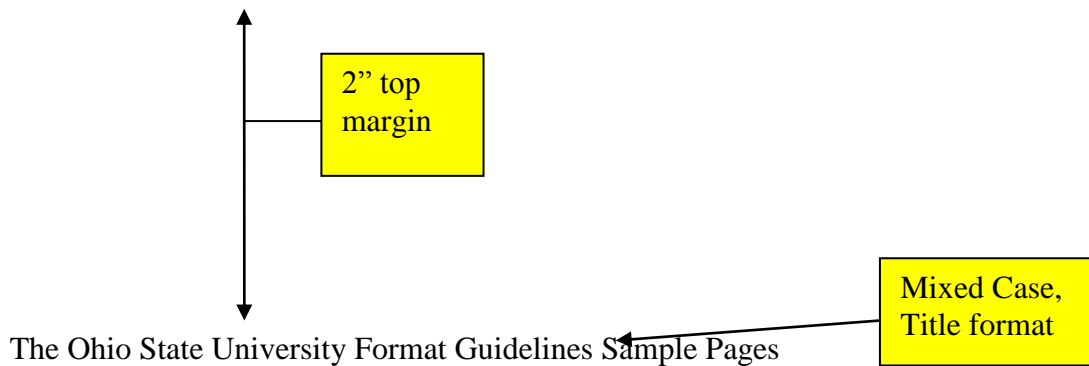 2” top
margin
Mixed Case,
Title format
The Ohio State University Format Guidelines Sample Pages